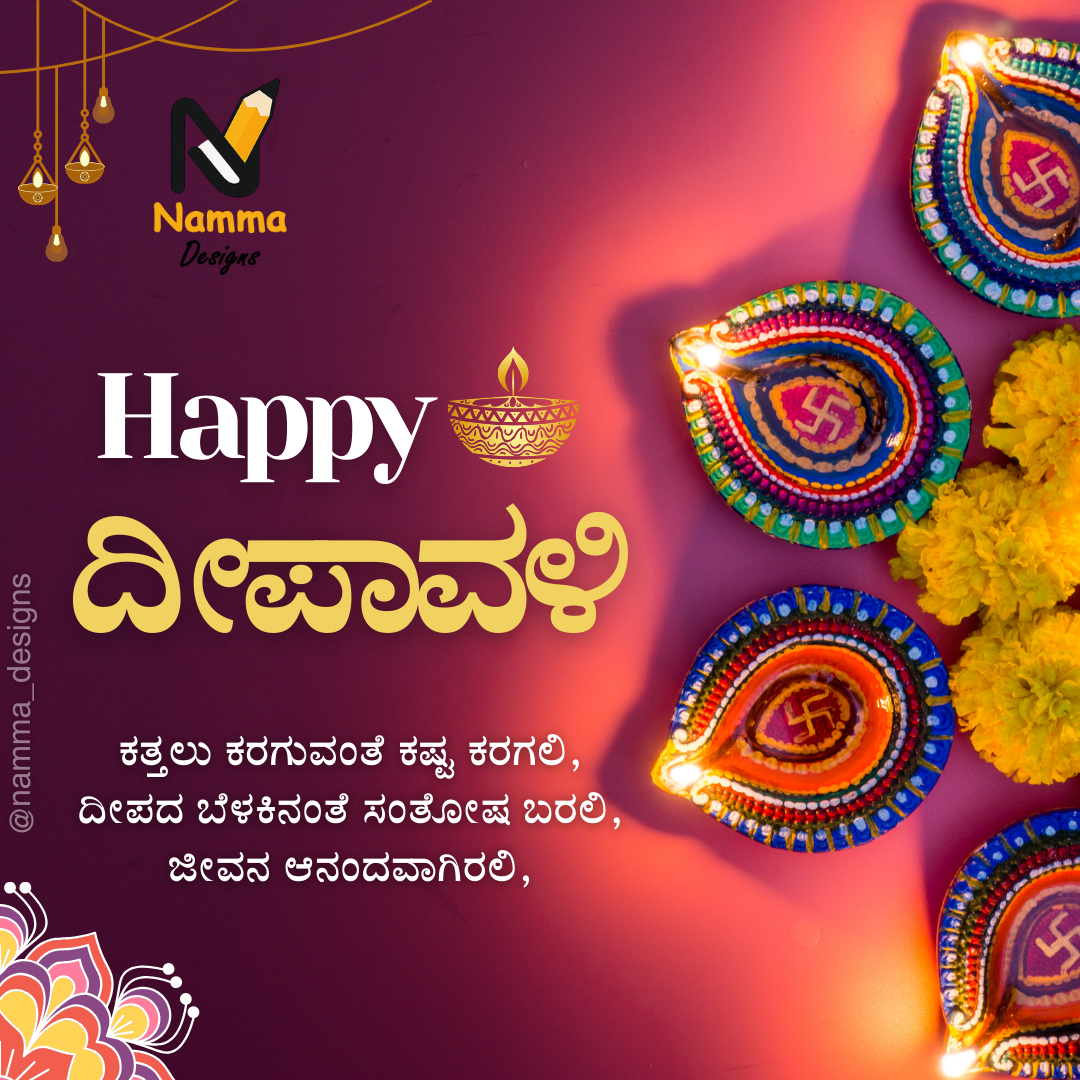 Namma
Designs
Happy
ದೀಪಾವಳಿ
ಕತ್ತಲು ಕರಗುವಂತೆ ಕಷ್ಟ ಕರಗಲಿ,
ದೀಪದ ಬೆಳಕಿನಂತೆ ಸಂತೋಷ ಬರಲಿ,
ಜೀವನ ಆನಂದವಾಗಿರಲಿ,
@namma_designs